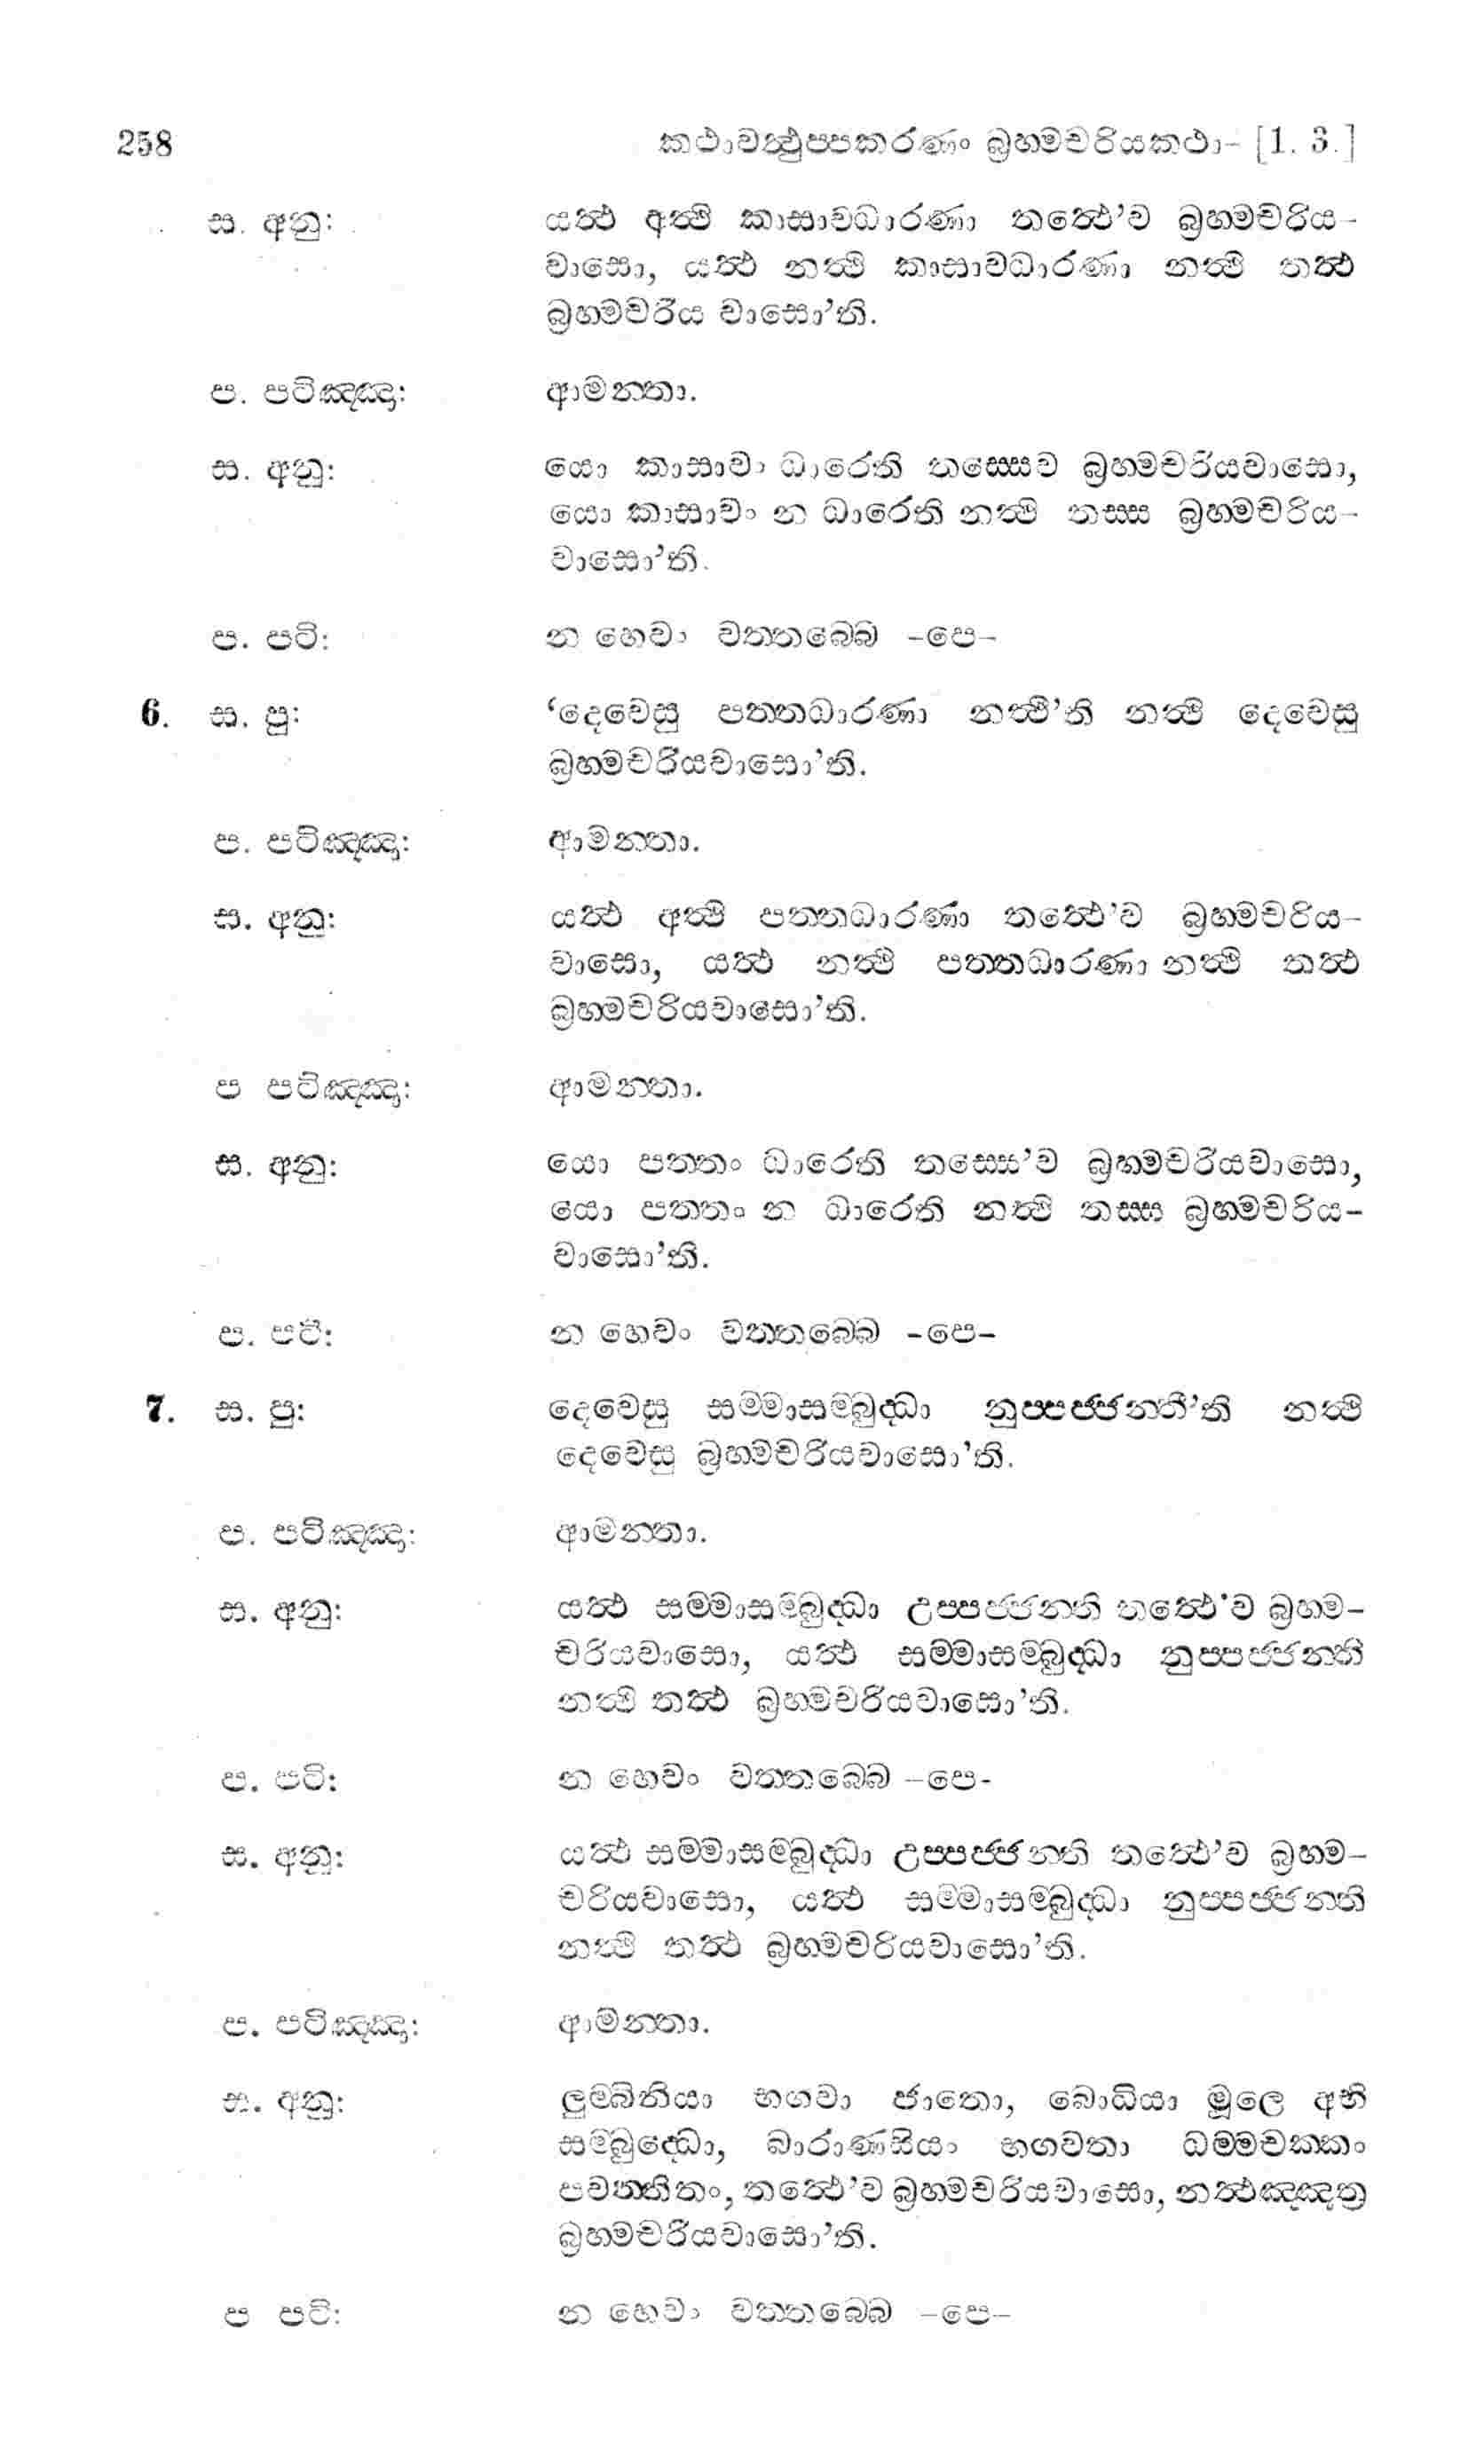 258 කථාවත්‍ථුප්පකරණං බ්‍රහ්මචරියකථා- [1. 3.]
ස. අනු: යත්‍ථ අත්‍ථි කාසාවධාරණා තත්‍ථෙ’ව බ්‍රහ්මචරිය-
වාසො, යත්‍ථ නත්‍ථි කාසාවධාරණා නත්‍ථි තත්‍ථ
බ්‍රහ්මචරිය වාසො’ති.
ප. පටිඤ්ඤා: ආමන්තා.
ස. අනු: යො කාසාවං ධාරෙති තස්සෙව බ්‍රහ්මචරියවාසො,
යො කාසාවං න ධාරෙති නත්‍ථි තස්ස බ්‍රහ්මචරිය-
වාසො’ති.
ප. පටි: න හෙවං වත්තබ්බෙ -පෙ-
6. ස. පු: ‘දෙවෙසු පත්තධාරණා නත්‍ථී’ති නත්‍ථි දෙවෙසු
බ්‍රහ්මචරියවාසො’ති.
ප. පටිඤ්ඤා: ආමන්තා.
ස. අනු: යත්‍ථ අත්‍ථි පත්තධාරණා තත්‍ථෙ’ව බ්‍රහ්මචරිය-
වාසො, යත්‍ථ නත්‍ථි පත්තධාරණා නත්‍ථි තත්‍ථ
බ්‍රහ්මචරියවාසො’ති.
ප පටිඤ්ඤා: ආමන්තා.
ස. අනු: යො පත්තං ධාරෙති තස්සෙ’ව බ්‍රහ්මචරියවාසො,
යො පත්තං න ධාරෙති නත්‍ථි තස්ස බ්‍රහ්මචරිය-
වාසො’ති.
ප. පටි: න හෙවං වත්තබ්බෙ -පෙ-
7. ස. පු: දෙවෙසු සම්මාසම්බුද්ධා නුප්පජ්ජන්තී’ති නත්‍ථි
දෙවෙසු බ්‍රහ්මචරියවාසො’ති.
ප. පටිඤ්ඤා: ආමන්තා.
ස. අනු: යත්‍ථ සම්මාසම්බුද්ධා උප්පජ්ජන්ති තත්‍ථෙ’ව බ්‍රහ්ම-
චරියවාසො, යත්‍ථ සම්මාසම්බුද්ධා නුප්පජ්ජන්ති
නත්‍ථි තත්‍ථ බ්‍රහ්මචරියවාසො’ති.
ප. පටි: න හෙවං වත්තබ්බෙ -පෙ-
ස. අනු: යත්‍ථ සම්මාසම්බුද්ධා උප්පජ්ජන්ති තත්‍ථෙ’ව බ්‍රහ්ම-
චරියවාසො, යත්‍ථ සම්මාසම්බුද්ධා නුප්පජ්ජන්ති
නත්‍ථි තත්‍ථ බ්‍රහ්මචරියවාසො’ති.
ප. පටිඤ්ඤා: ආමන්තා.
ස. අනු: ලුම්බිනියා භගවා ජාතො, බොධියා මූලෙ අභි
සම්බුද්ධො, බාරාණසියං භගවතා ධම්මචක්කං
පවත්තිතං, තත්‍ථෙ’ව බ්‍රහ්මචරියවාසො, නත්‍ථඤ්ඤත්‍ර
බ්‍රහ්මචරියවාසො’ති.
ප පටි: න හෙවං වත්තබ්බෙ -පෙ-